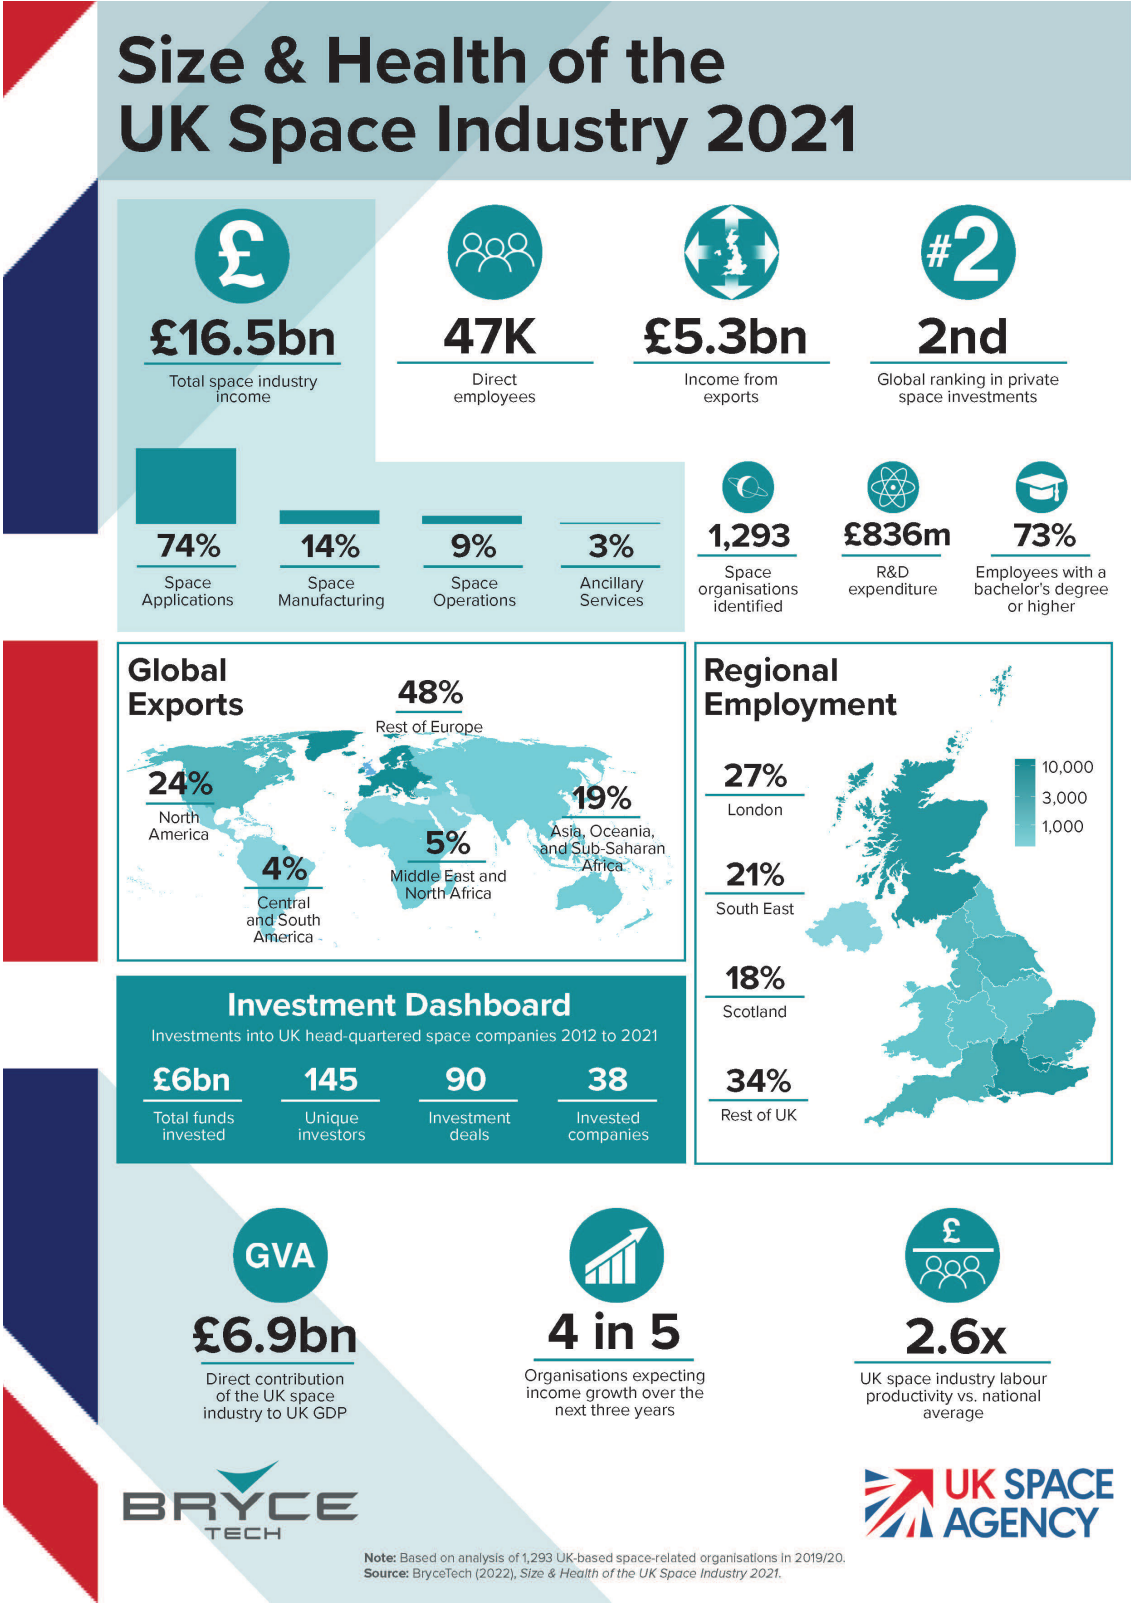 Size & Health of the
UK Space Industry 2021
£
£16.5bn
Total space industry
income
47K
Direct
employees
£5.3bn
Income from
exports
#2
2nd
Global ranking in private
space investments
74%
Space
Applications
14%
Space
Manufacturing
9%
Space
Operations
3%
Ancillary
Services
1,293
Space
organisations
identified
£836m
R&D
expenditure
73%
Employees with a
bachelor's degree
or higher
Global
Exports
48%
Rest of Europe
24%
North
America
19%
Asia, Oceania,
and Sub-Saharan
Africa
5%
Middle East and
North Africa
4%
Central
and South
America
Regional
Employment
27%
London
21%
South East
18%
Scotland
34%
Rest of UK
10,000
3,000
1,000
Investment Dashboard
Investments into UK head-quartered space companies 2012 to 2021
£6bn
Total funds
invested
145
Unique
investors
90
Investment
deals
38
Invested
companies
GVA
£6.9bn
Direct contribution
of the UK space
industry to UK GDP
4 in 5
Organisations expecting
income growth over the
next three years
£
2.6x
UK space industry labour
productivity vs. national
average
BRYCE
TECH
UK SPACE
AGENCY
Note: Based on analysis of 1,293 UK-based space-related organisations in 2019/20.
Source: BryceTech (2022), Size & Health of the UK Space Industry 2021.